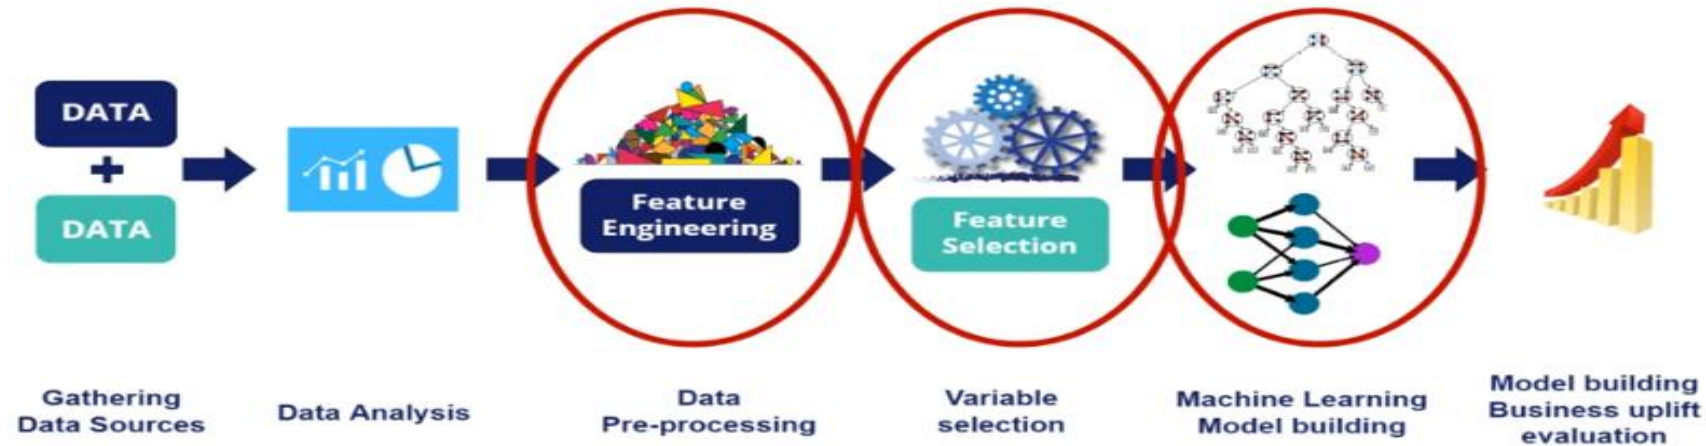 DATA
+
DATA
Feature
Engineering
Feature
Selection
Gathering
Data Sources
Data Analysis
Data
Pre-processing
Variable
selection
Machine Learning
Model building
Model building
Business uplift
evaluation